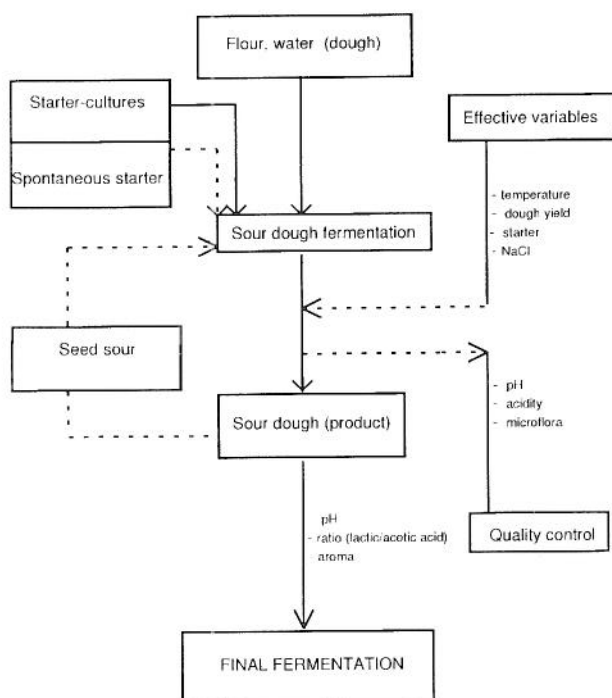 Flour. water (dough)
Starter-cultures
Spontaneous starter
Effective variables
- temperature
- dough yield
- starter
- NaCl
Sour dough fermentation
Seed sour
- pH
- acidity
- microflora
Sour dough (product)
Quality control
pH
- ratio (lactic/acotic acid)
- aroma
FINAL FERMENTATION